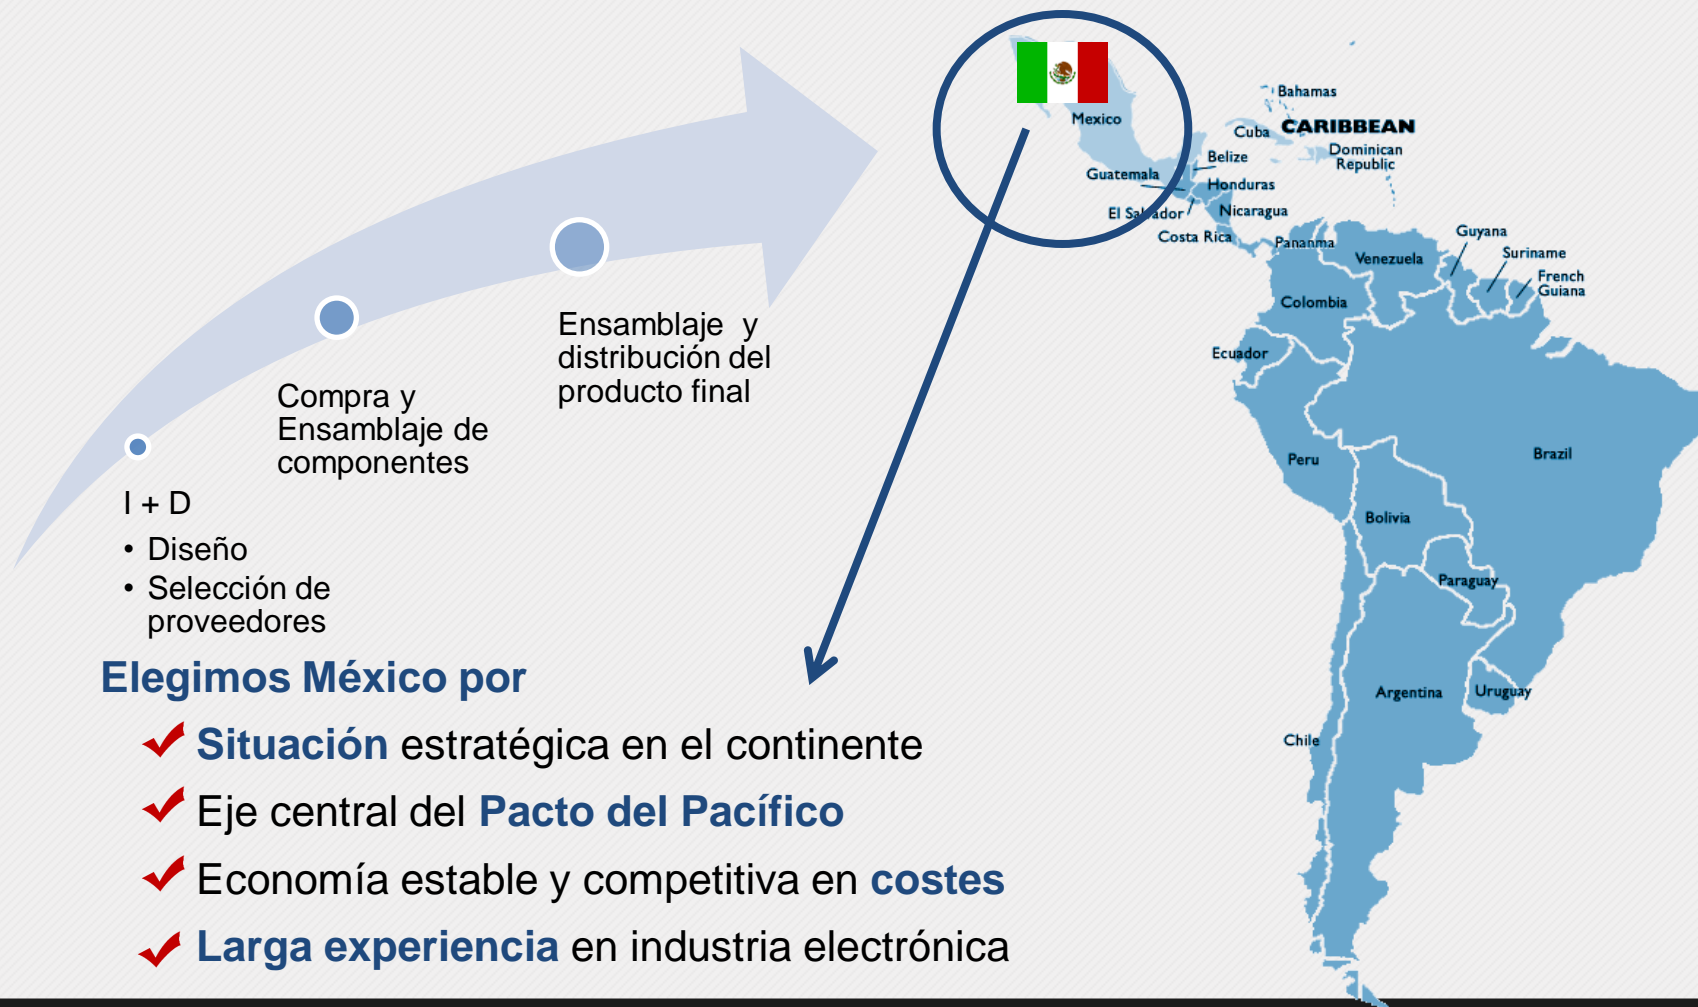 I + D
• Diseño
• Selección de
proveedores
Compra y
Ensamblaje de
componentes
Ensamblaje y
distribución del
producto final
Elegimos México por
Situación estratégica en el continente
Eje central del Pacto del Pacífico
Economía estable y competitiva en costes
Larga experiencia en industria electrónica
Mexico
Bahamas
Cuba
CARIBBEAN
Dominican
Republic
Belize
Guatemala
Honduras
El Salvador
Nicaragua
Costa Rica
Pananma
Venezuela
Guyana
Suriname
French
Guiana
Colombia
Ecuador
Peru
Brazil
Bolivia
Paraguay
Argentina
Uruguay
Chile